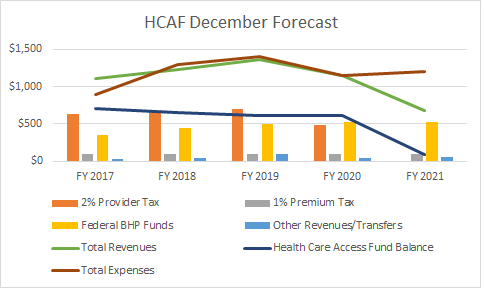 HCAF December Forecast
$1,500
$1,000
$500
$0
FY 2017 FY 2018 FY 2019 FY 2020 FY 2021
2% Provider Tax 1% Premium Tax
Federal BHP Funds Other Revenues/Transfers
Total Revenues Health Care Access Fund Balance
Total Expenses